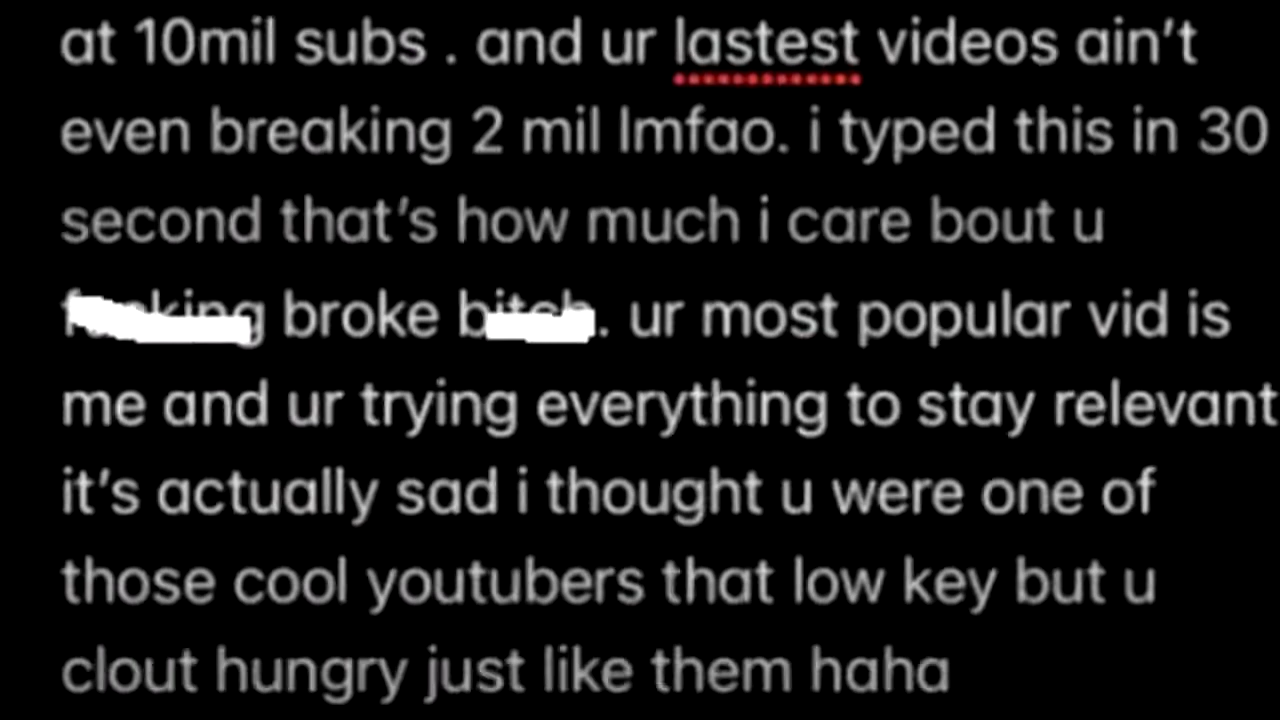 at 10mil subs . and ur lastest videos ain't
even breaking 2 mil lmfao. i typed this in 30
second that's how much i care bout u
fucking broke bitch. ur most popular vid is
me and ur trying everything to stay relevant
it's actually sad i thought u were one of
those cool youtubers that low key but u
clout hungry just like them haha